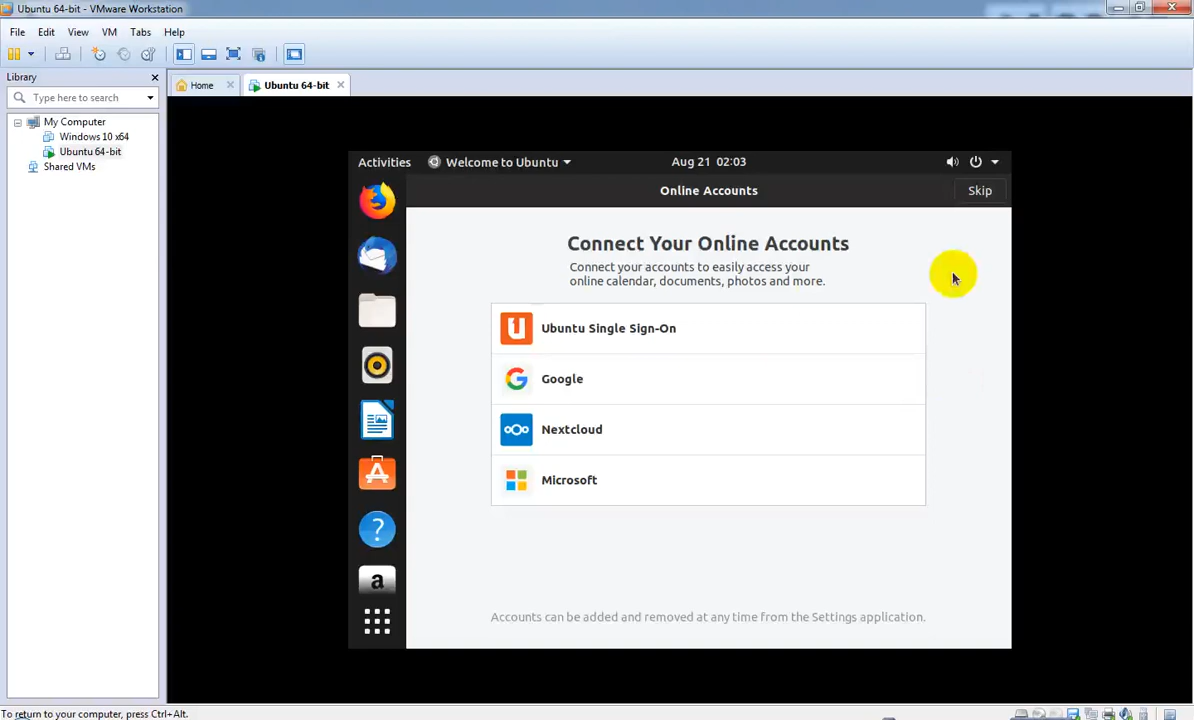 Ubuntu 64-bit - VMware Workstation
File Edit View VM Tabs Help
Library
Type here to search
My Computer
Windows 10 x64
Ubuntu 64-bit
Shared VMs
Home
Ubuntu 64-bit
Activities
Welcome to Ubuntu
Aug 21 02:03
Online Accounts
Skip
Connect Your Online Accounts
Connect your accounts to easily access your
online calendar, documents, photos and more.
Ubuntu Single Sign-On
Google
Nextcloud
Microsoft
Accounts can be added and removed at any time from the Settings application.
To return to your computer, press Ctrl+Alt.